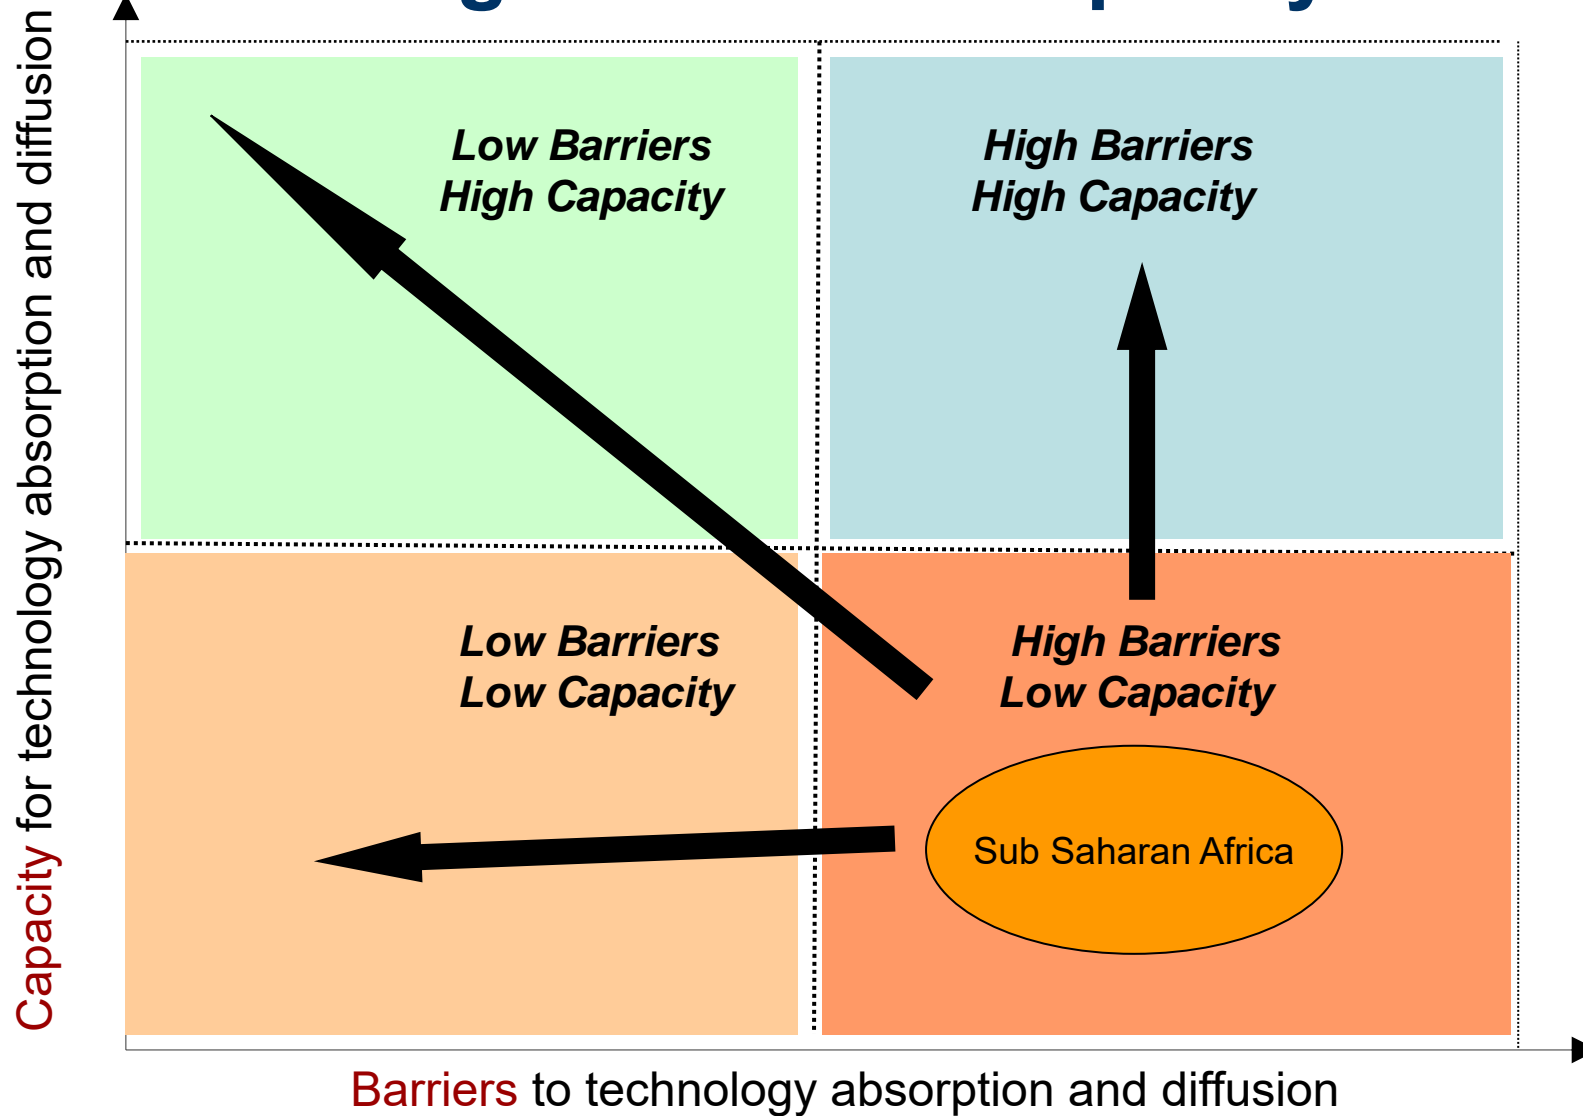 Capacity for technology absorption and diffusion
Low Barriers
High Capacity
High Barriers
High Capacity
Low Barriers
Low Capacity
High Barriers
Low Capacity
Sub Saharan Africa
Barriers to technology absorption and diffusion